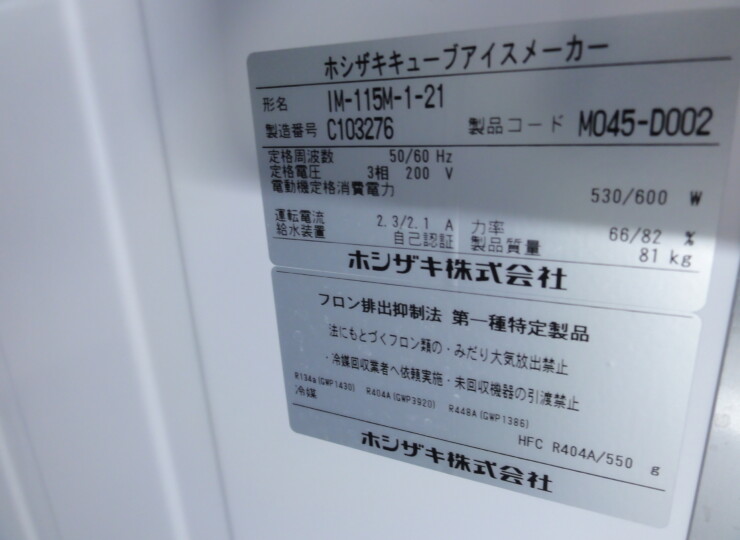 ホシザキキューブアイスメーカー
形名 IM-115M-1-21
製造番号 C103276 製品コード M045-D002
定格周波数 50/60 Hz
定格電圧 3相 200 V
電動機定格消費電力 530/600 W
運転電流 2.3/2.1 A 力率 66/82 %
給水装置 自己認証 製品質量 81 kg
ホシザキ株式会社
フロン排出抑制法 第一種特定製品
法にもとづくフロン類の・みだり大気放出禁止
・冷媒回収業者へ依頼実施・未回収機器の引渡禁止
R134a(GWP1430) R404A(GWP3920) R448A(GWP1386)
冷媒 HFC R404A/550 g
ホシザキ株式会社